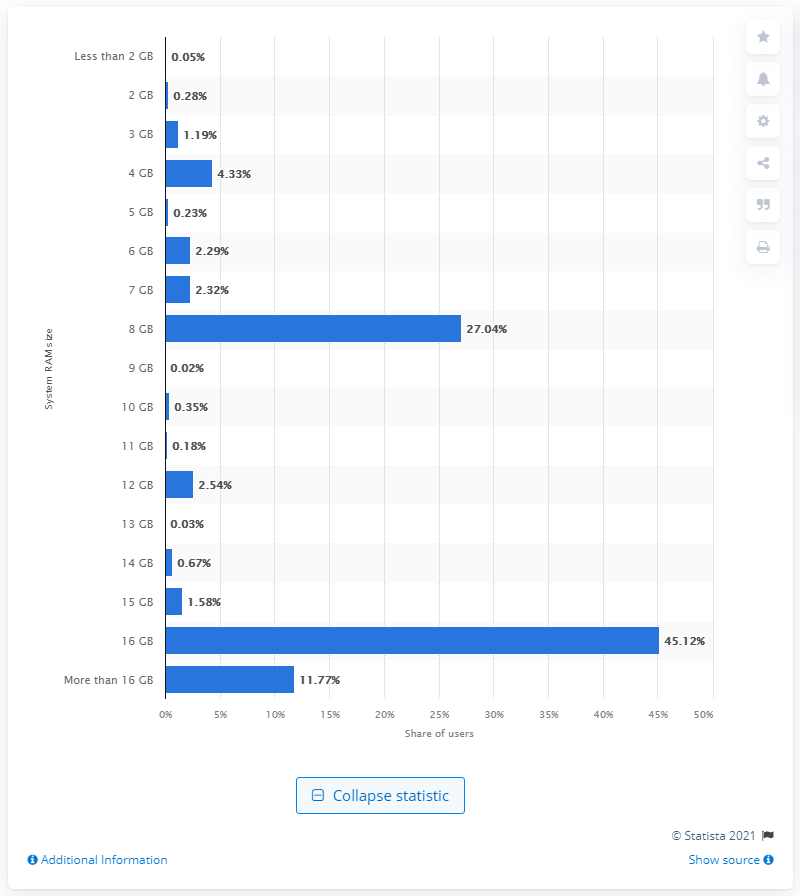 Less than 2 GB 0.05%
2 GB 0.28%
3 GB 1.19%
4 GB 4.33%
5 GB 0.23%
6 GB 2.29%
7 GB 2.32%
8 GB 27.04%
System RAM size
9 GB 0.02%
10 GB 0.35%
11 GB 0.18%
12 GB 2.54%
13 GB 0.03%
14 GB 0.67%
15 GB 1.58%
16 GB 45.12%
More than 16 GB 11.77%
0% 5% 10% 15% 20% 25% 30% 35% 40% 45% 50%
Share of users
Collapse statistic
© Statista 2021
Additional Information Show source